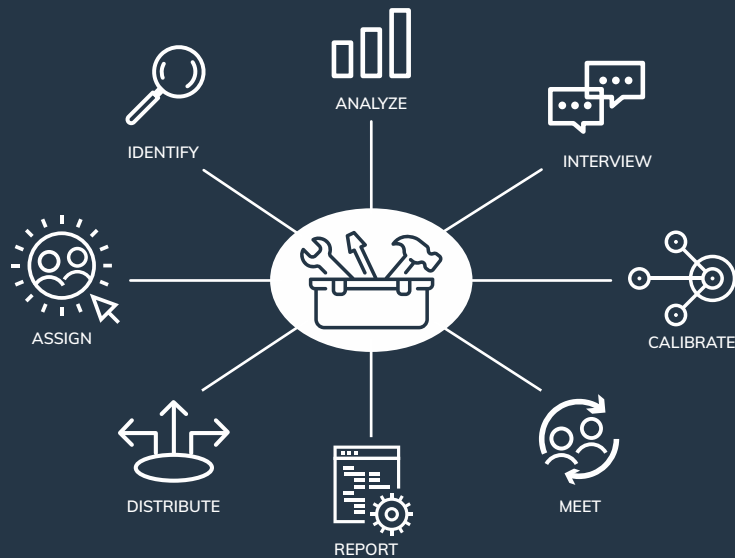 ANALYZE
IDENTIFY
INTERVIEW
ASSIGN
CALIBRATE
DISTRIBUTE
MEET
REPORT